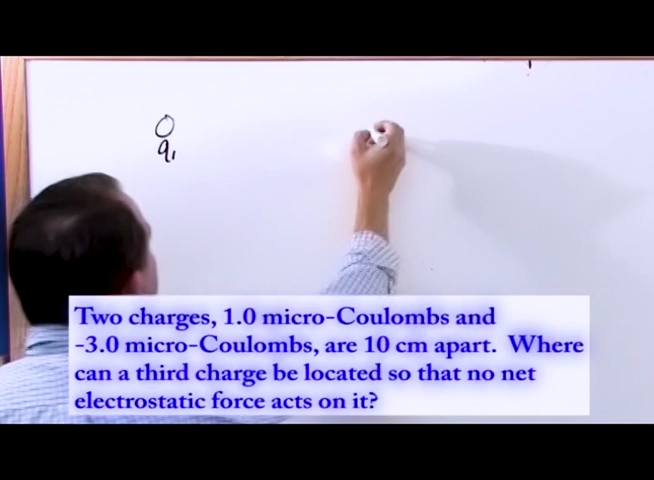 q₁
Two charges, 1.0 micro-Coulombs and
-3.0 micro-Coulombs, are 10 cm apart. Where
can a third charge be located so that no net
electrostatic force acts on it?